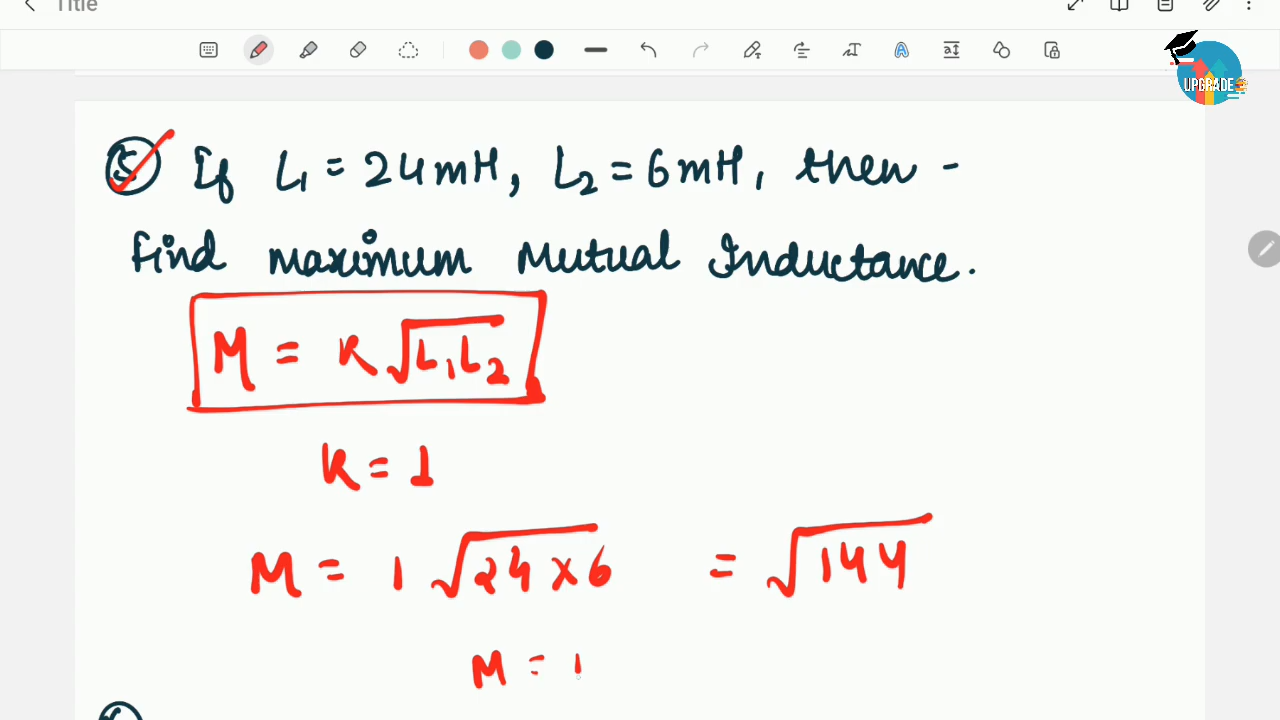 Title
UPGRADE
⑤ If L₁ = 24mH, L₂ = 6mH, then -
Find maximum Mutual Inductance.
M = K √L₁L₂
K = 1
M = 1 √24 × 6 = √144
M = 1